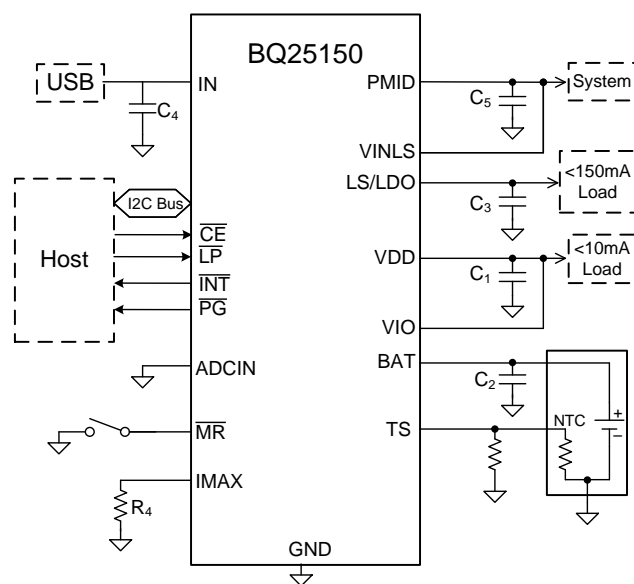 BQ25150
USB
IN
C4
PMID
C5
System
VINLS
LS/LDO
C3
<150mA
Load
I2C Bus
Host
CE
LP
INT
PG
VDD
C1
<10mA
Load
VIO
ADCIN
BAT
C2
+
−
MR
TS
NTC
IMAX
R4
GND